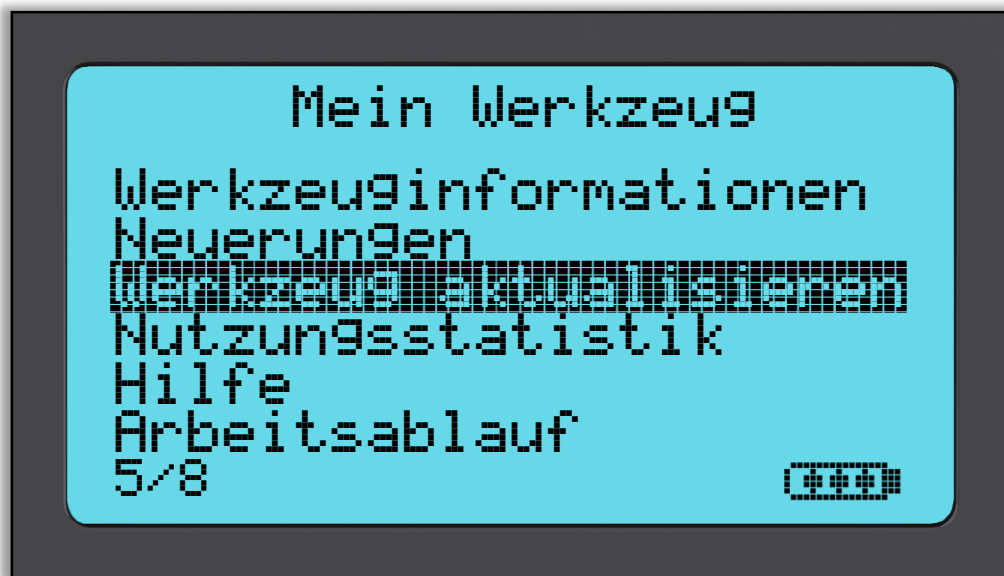 Mein Werkzeug
Werkzeuginformationen
Neuerungen
Werkzeug aktualisieren
Nutzungsstatistik
Hilfe
Arbeitsablauf
5/8